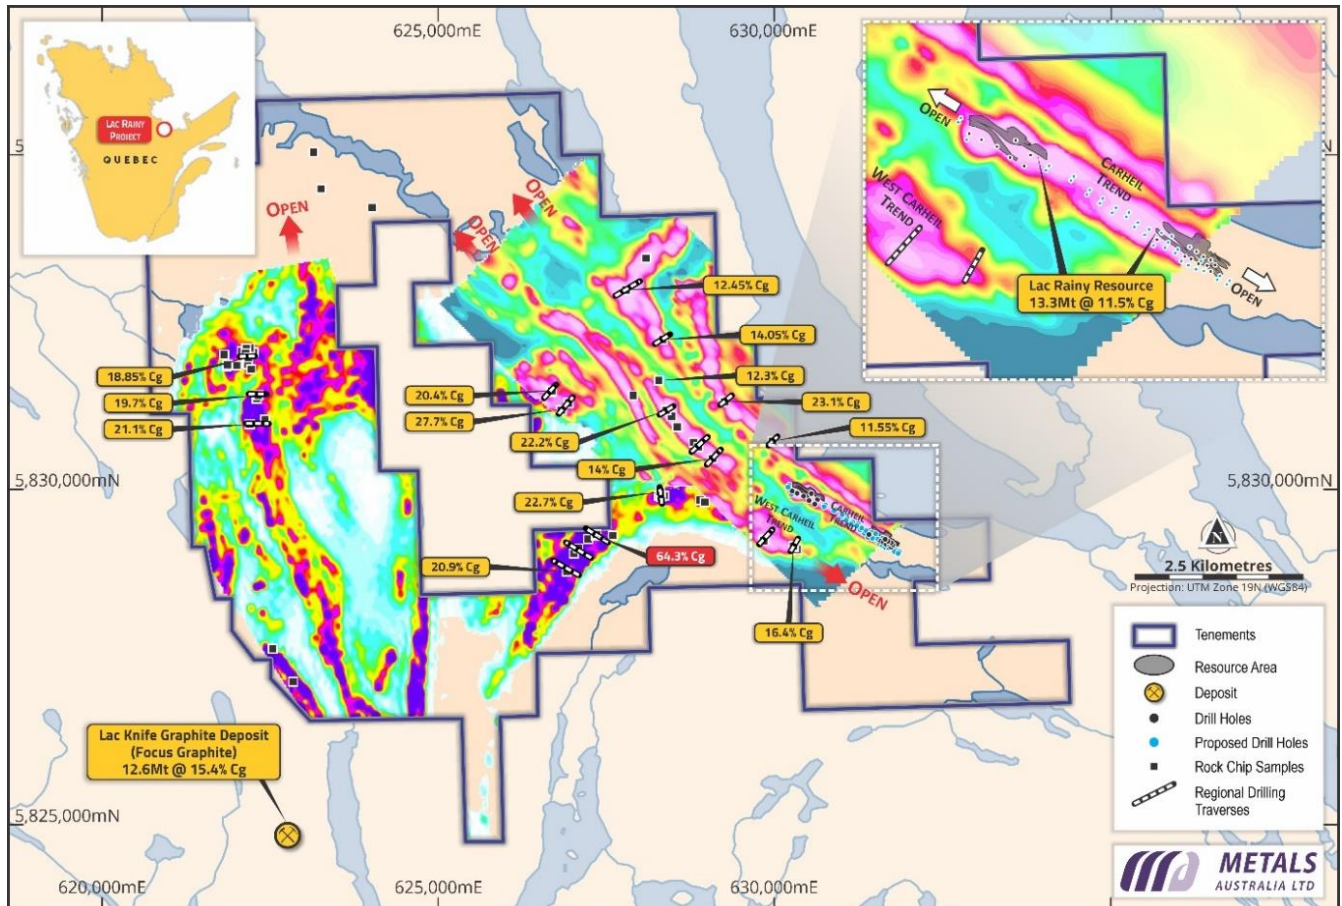 625,000mE
630,000mE
LAC RAINY
PROJECT
QUEBEC
OPEN
OPEN
OPEN
OPEN
CARHEIL
TREND
WEST CARHEIL
TREND
Lac Rainy Resource
13.3Mt @ 11.5% Cg
OPEN
12.45% Cg
14.05% Cg
12.3% Cg
18.85% Cg
19.7% Cg
21.1% Cg
20.4% Cg
27.7% Cg
23.1% Cg
22.2% Cg
11.55% Cg
14% Cg
22.7% Cg
5,830,000mN
5,830,000mN
CARHEIL
TREND
WEST CARHEIL
TREND
64.3% Cg
20.9% Cg
OPEN
16.4% Cg
N
2.5 Kilometres
Projection: UTM Zone 19N (WGS84)
Tenements
Resource Area
Deposit
Drill Holes
Proposed Drill Holes
Rock Chip Samples
Regional Drilling
Traverses
Lac Knife Graphite Deposit
(Focus Graphite)
12.6Mt @ 15.4% Cg
5,825,000mN
620,000mE
625,000mE
630,000mE
METALS
AUSTRALIA LTD